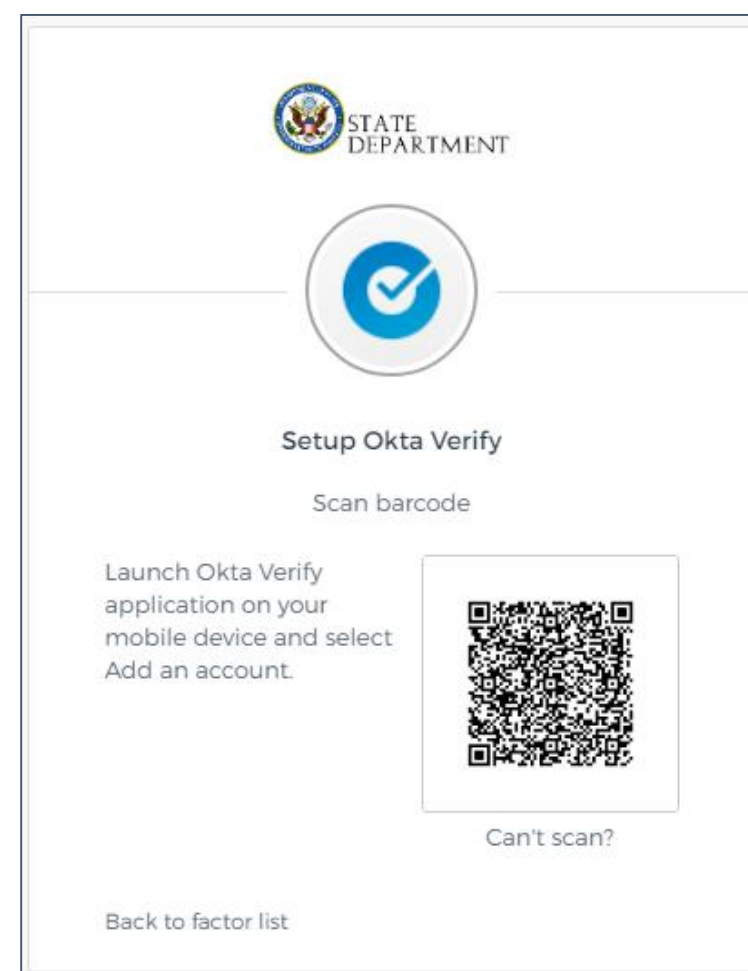 STATE
DEPARTMENT
Setup Okta Verify
Scan barcode
Launch Okta Verify
application on your
mobile device and select
Add an account.
Can't scan?
Back to factor list